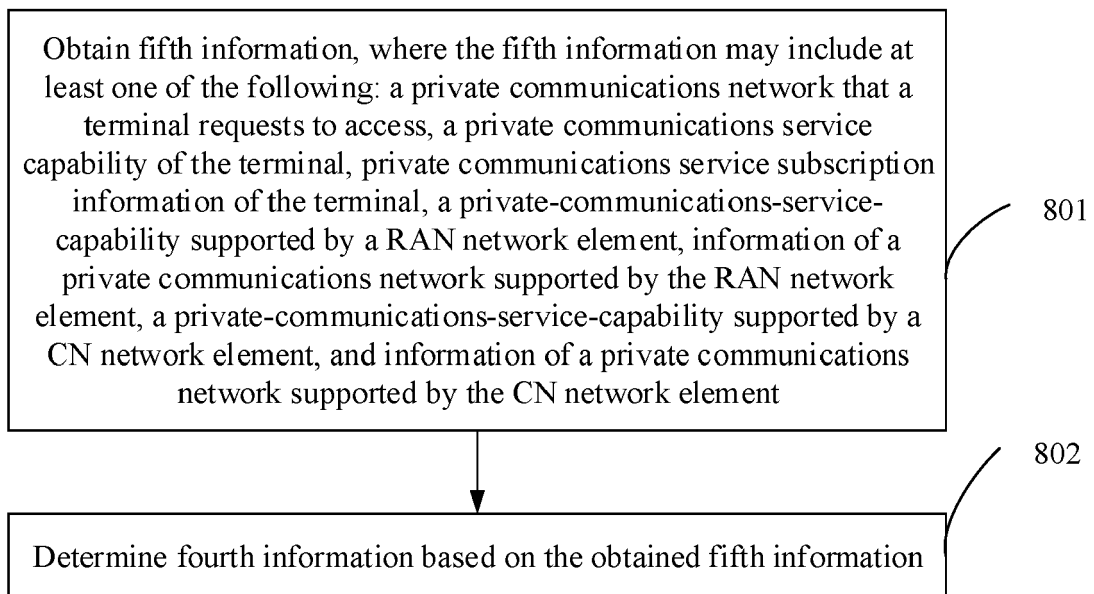 Obtain fifth information, where the fifth information may include at
least one of the following: a private communications network that a
terminal requests to access, a private communications service
capability of the terminal, private communications service subscription
information of the terminal, a private-communications-service-
capability supported by a RAN network element, information of a
private communications network supported by the RAN network
element, a private-communications-service-capability supported by a
CN network element, and information of a private communications
network supported by the CN network element
801
802
Determine fourth information based on the obtained fifth information